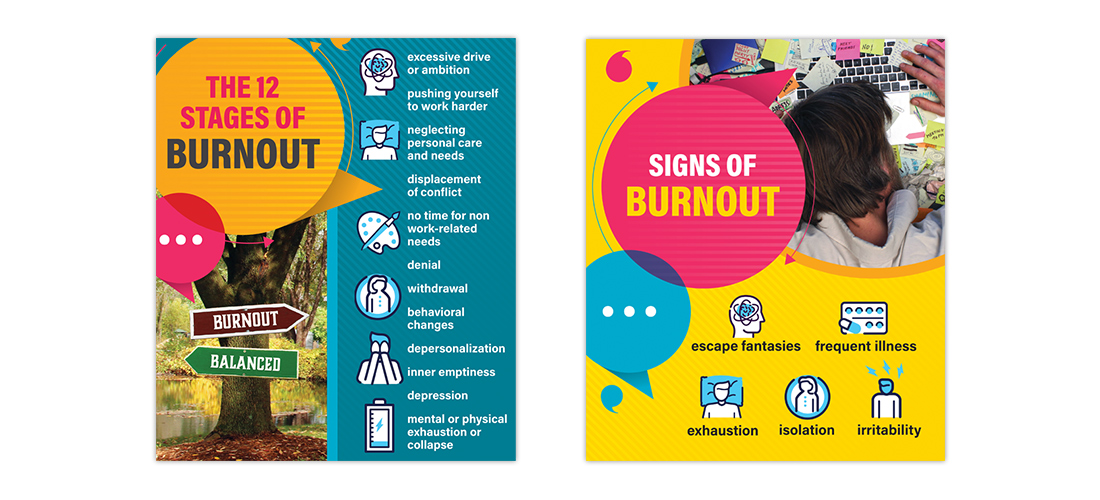 THE 12
STAGES OF
BURNOUT
BURNOUT
BALANCED
excessive drive
or ambition
pushing yourself
to work harder
neglecting
personal care
and needs
displacement
of conflict
no time for non
work-related
needs
denial
withdrawal
behavioral
changes
depersonalization
inner emptiness
depression
mental or physical
exhaustion or
collapse
SIGNS OF
BURNOUT
NO!
escape fantasies
frequent illness
exhaustion
isolation
irritability